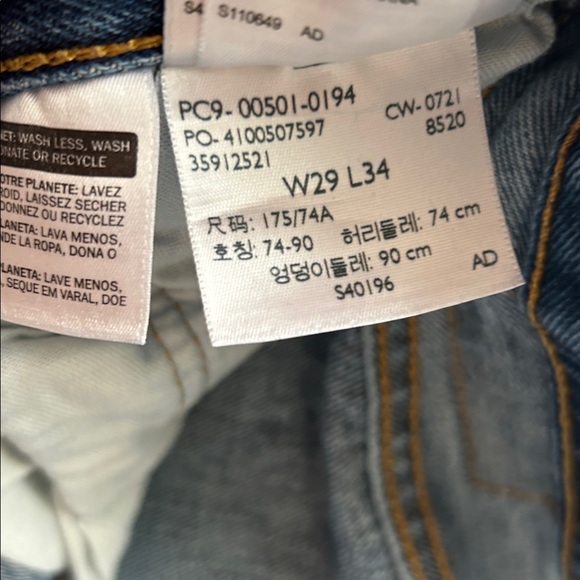 S4 S110649 AD
PC9- 00501-0194
CW- 0721
PO- 4100507597
8520
35912521
W29 L34
尺码: 175/74A
호칭: 74-90 허리둘레: 74 cm
엉덩이둘레: 90 cm
AD
S40196
NET: WASH LESS, WASH
ONATE OR RECYCLE
OTRE PLANETE: LAVEZ
ROID, LAISSEZ SECHER
DONNEZ OU RECYCLEZ
LANETA: LAVA MENOS,
NDE LA ROPA, DONA O
PLANETA: LAVE MENOS,
, SEQUE EM VARAL, DOE